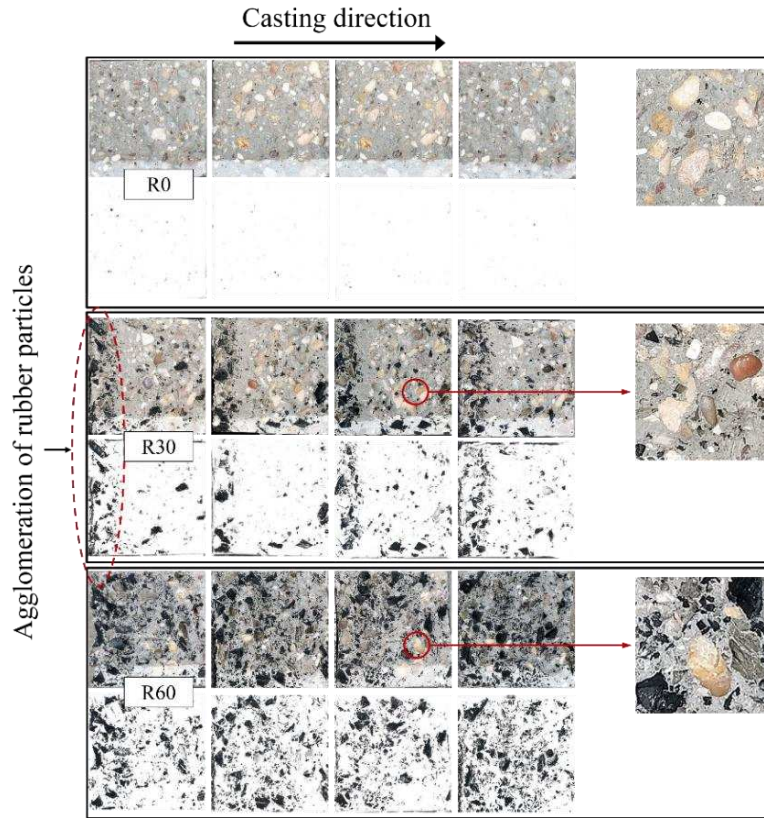 Casting direction
R0
Agglomeration of rubber particles
R30
R60